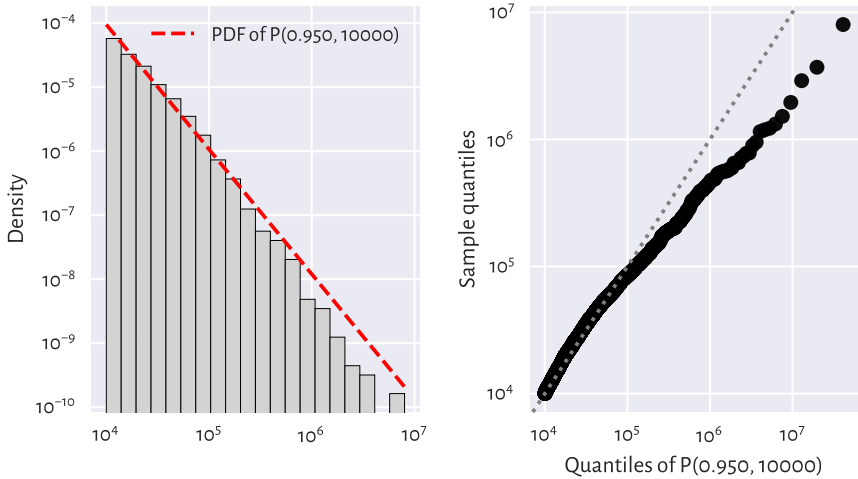 PDF of P(0.950, 10000)
Density
10⁻⁴
10⁻⁵
10⁻⁶
10⁻⁷
10⁻⁸
10⁻⁹
10⁻¹⁰
10⁴ 10⁵ 10⁶ 10⁷
Sample quantiles
10⁷
10⁶
10⁵
10⁴
10⁴ 10⁵ 10⁶ 10⁷
Quantiles of P(0.950, 10000)